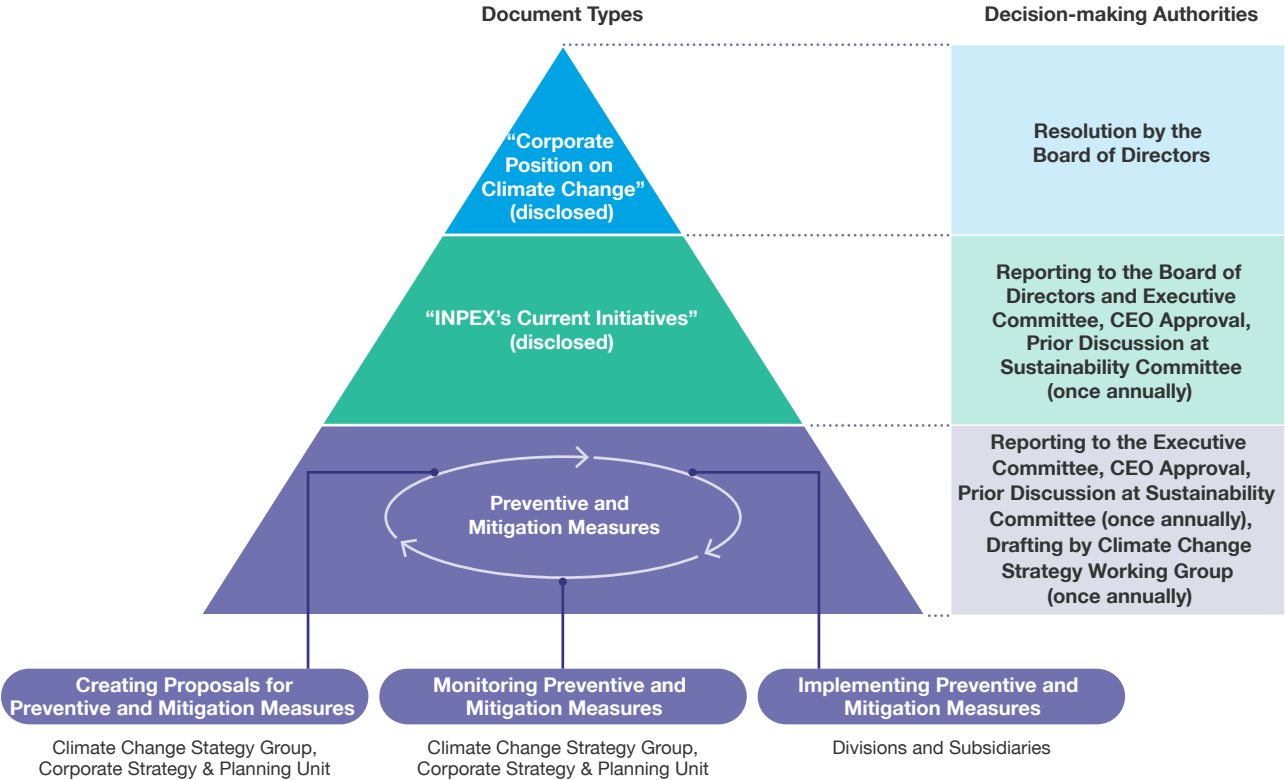 Document Types
Decision-making Authorities
“Corporate
Position on
Climate Change”
(disclosed)
Resolution by the
Board of Directors
“INPEX’s Current Initiatives”
(disclosed)
Reporting to the Board of
Directors and Executive
Committee, CEO Approval,
Prior Discussion at
Sustainability Committee
(once annually)
Preventive and
Mitigation Measures
Reporting to the Executive
Committee, CEO Approval,
Prior Discussion at Sustainability
Committee (once annually),
Drafting by Climate Change
Strategy Working Group
(once annually)
Creating Proposals for
Preventive and Mitigation Measures
Climate Change Stategy Group,
Corporate Strategy & Planning Unit
Monitoring Preventive and
Mitigation Measures
Climate Change Strategy Group,
Corporate Strategy & Planning Unit
Implementing Preventive and
Mitigation Measures
Divisions and Subsidiaries